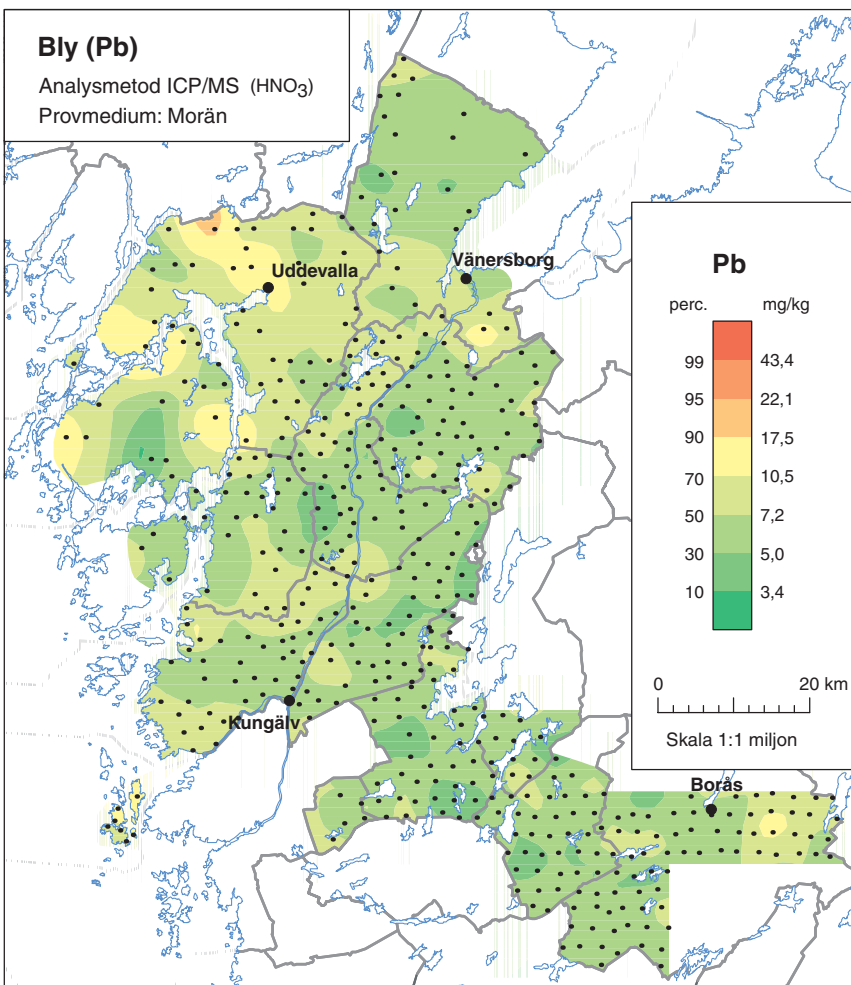 Bly (Pb)
Analysmetod ICP/MS (HNO₃)
Provmedium: Morän
Uddevalla
Vänersborg
Kungälv
Borås
Pb
perc. mg/kg
99 43,4
95 22,1
90 17,5
70 10,5
50 7,2
30 5,0
10 3,4
0 20 km
Skala 1:1 miljon